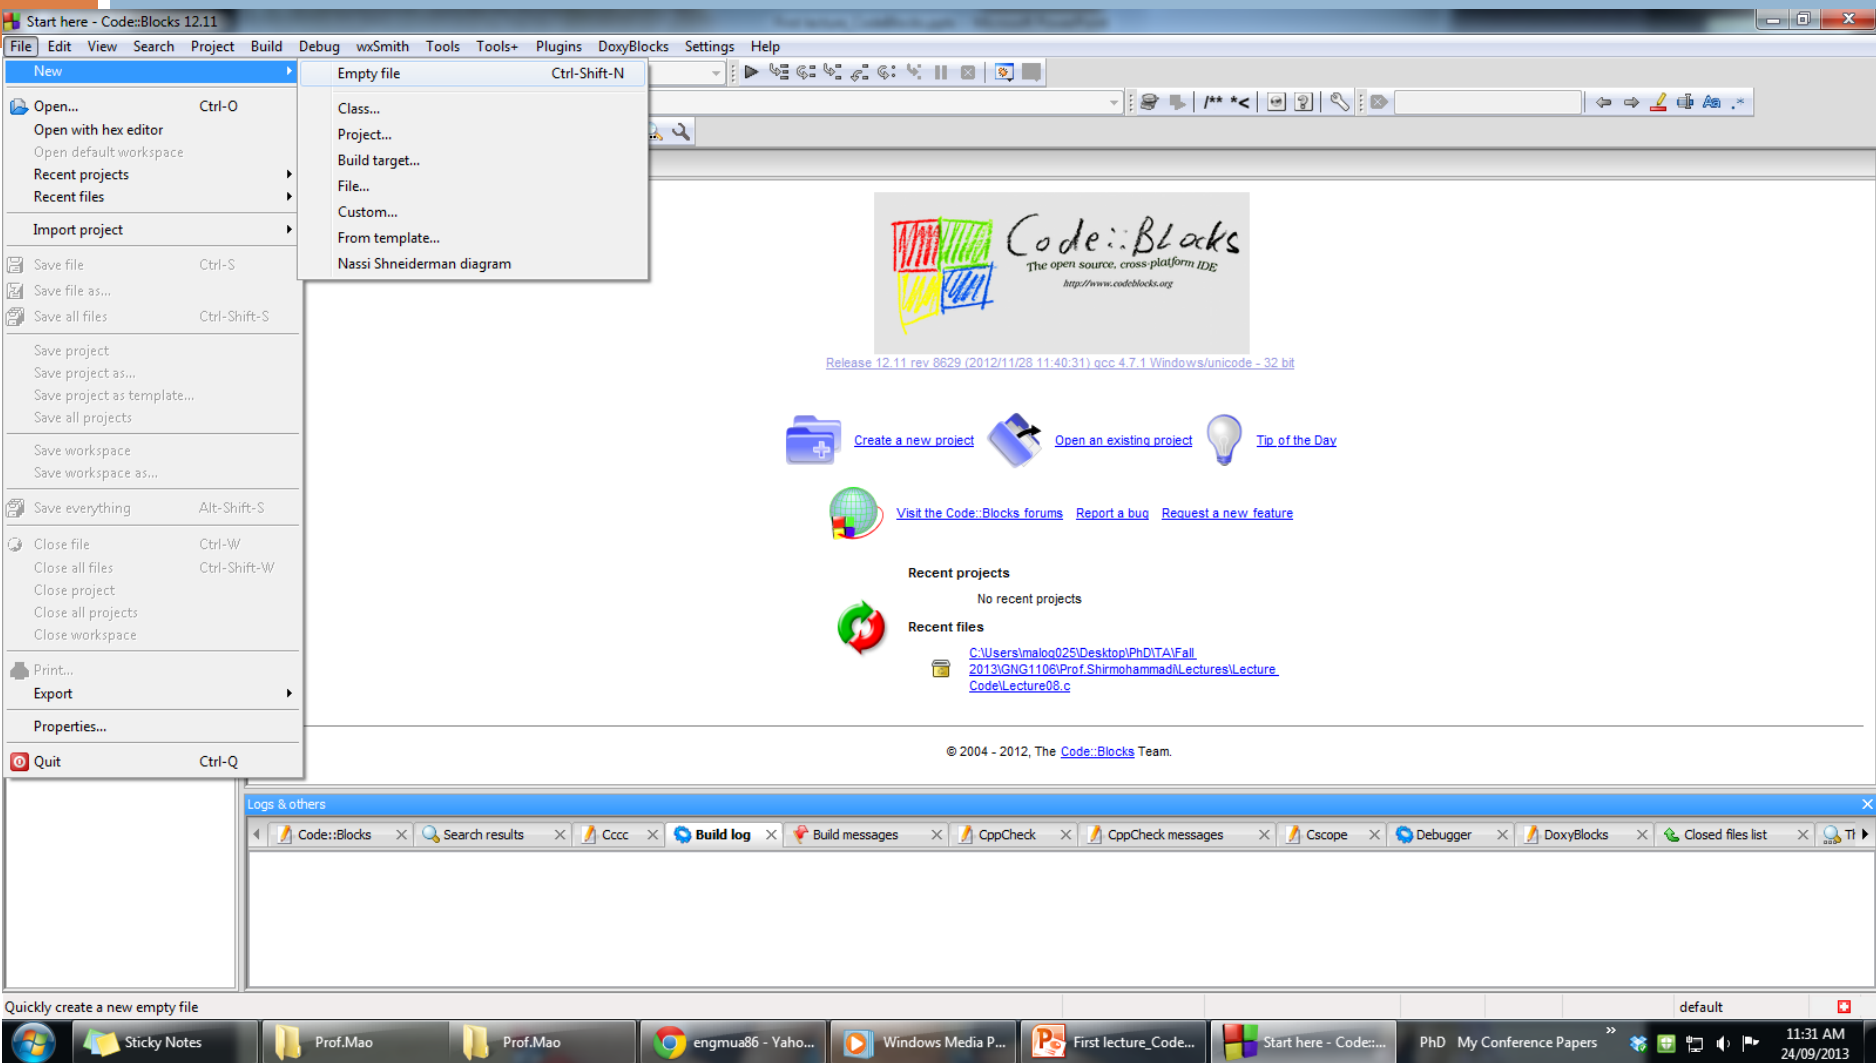 Start here - Code::Blocks 12.11
File Edit View Search Project Build Debug wxSmith Tools Tools+ Plugins DoxyBlocks Settings Help
New
Open... Ctrl-O
Open with hex editor
Open default workspace
Recent projects
Recent files
Import project
Save file Ctrl-S
Save file as...
Save all files Ctrl-Shift-S
Save project
Save project as...
Save project as template...
Save all projects
Save workspace
Save workspace as...
Save everything Alt-Shift-S
Close file Ctrl-W
Close all files Ctrl-Shift-W
Close project
Close all projects
Close workspace
Print...
Export
Properties...
Quit Ctrl-Q
Empty file Ctrl-Shift-N
Class...
Project...
Build target...
File...
Custom...
From template...
Nassi Shneiderman diagram
/** *<
Aa .*
Code::Blocks
The open source, cross-platform IDE
http://www.codeblocks.org
Release 12.11 rev 8629 (2012/11/28 11:40:31) gcc 4.7.1 Windows/unicode - 32 bit
Create a new project Open an existing project Tip of the Day
Visit the Code::Blocks forums Report a bug Request a new feature
Recent projects
No recent projects
Recent files
C:\Users\malog025\Desktop\PhD\TA\Fall
2013\GNG1106\Prof.Shirmohammadi\Lectures\Lecture
Code\Lecture08.c
© 2004 - 2012, The Code::Blocks Team.
Logs & others
Code::Blocks Search results Cccc Build log Build messages CppCheck CppCheck messages Cscope Debugger DoxyBlocks Closed files list
Quickly create a new empty file default
Sticky Notes Prof.Mao Prof.Mao engmua86 - Yaho... Windows Media P... First lecture_Code... Start here - Code::... PhD My Conference Papers » 11:31 AM
24/09/2013